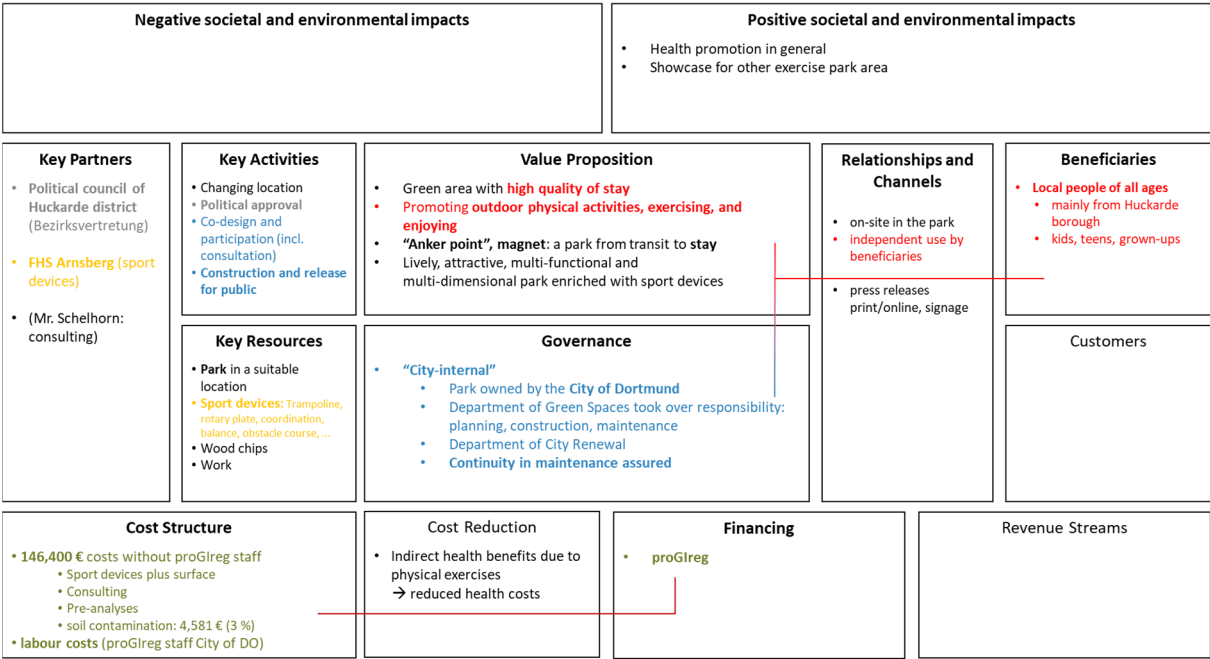 Negative societal and environmental impacts
Positive societal and environmental impacts
• Health promotion in general
• Showcase for other exercise park area
Key Partners
• Political council of
Huckarde district
(Bezirksvertretung)
• FHS Arnsberg (sport
devices)
• (Mr. Schelhorn:
consulting)
Key Activities
• Changing location
• Political approval
• Co-design and
participation (incl.
consultation)
• Construction and release
for public
Key Resources
• Park in a suitable
location
• Sport devices: Trampoline,
rotary plate, coordination,
balance, obstacle course, ...
• Wood chips
• Work
Value Proposition
• Green area with high quality of stay
• Promoting outdoor physical activities, exercising, and
enjoying
• “Anker point”, magnet: a park from transit to stay
• Lively, attractive, multi-functional and
multi-dimensional park enriched with sport devices
Governance
• “City-internal”
• Park owned by the City of Dortmund
• Department of Green Spaces took over responsibility:
planning, construction, maintenance
• Department of City Renewal
• Continuity in maintenance assured
Relationships and
Channels
• on-site in the park
• independent use by
beneficiaries
• press releases
print/online, signage
Beneficiaries
• Local people of all ages
• mainly from Huckarde
borough
• kids, teens, grown-ups
Customers
Cost Structure
• 146,400 € costs without proGIreg staff
• Sport devices plus surface
• Consulting
• Pre-analyses
• soil contamination: 4,581 € (3 %)
• labour costs (proGIreg staff City of DO)
Cost Reduction
• Indirect health benefits due to
physical exercises
→ reduced health costs
Financing
• proGIreg
Revenue Streams